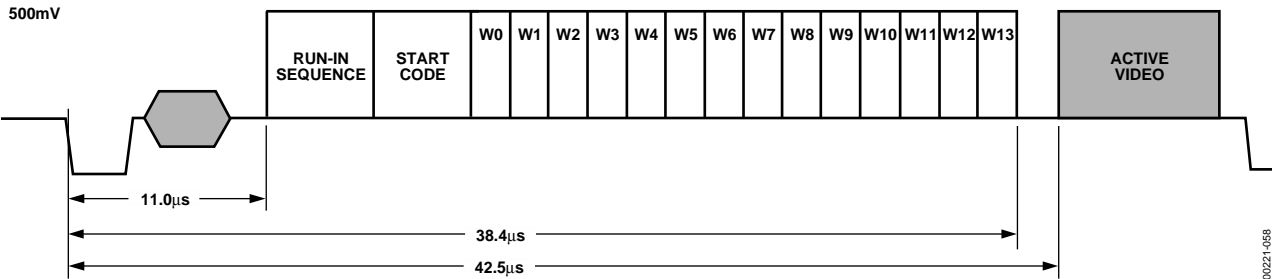 500mV
RUN-IN
SEQUENCE
START
CODE
W0 W1 W2 W3 W4 W5 W6 W7 W8 W9 W10 W11 W12 W13
ACTIVE
VIDEO
11.0μs
38.4μs
42.5μs
00221-058